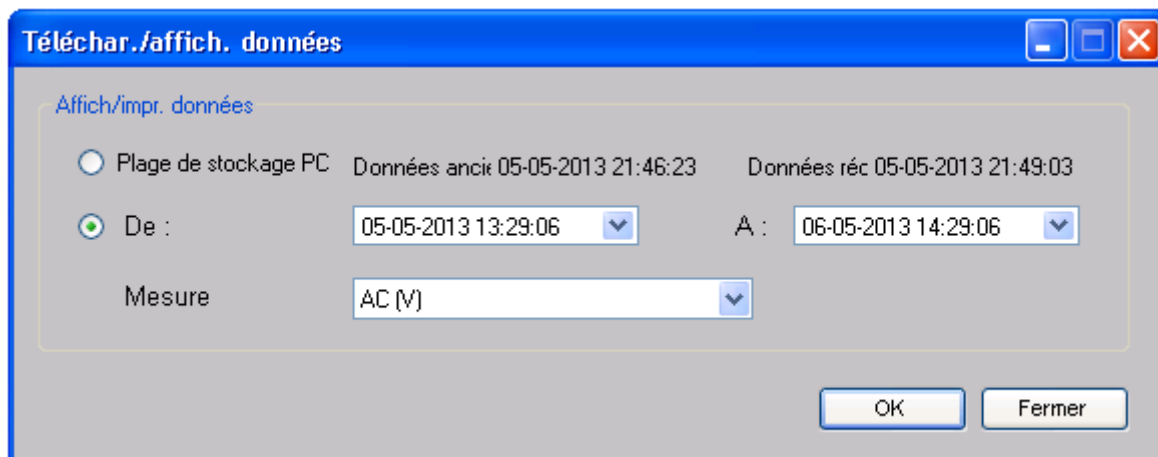 Téléchar./affich. données
Affich/impr. données
Plage de stockage PC Données ancie 05-05-2013 21:46:23 Données réc 05-05-2013 21:49:03
De : 05-05-2013 13:29:06 A : 06-05-2013 14:29:06
Mesure AC (V)
OK Fermer